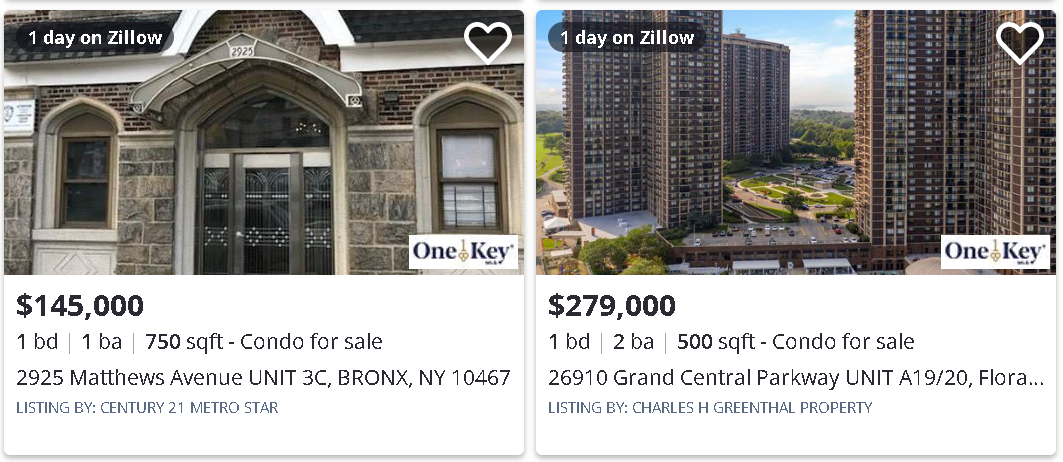 1 day on Zillow
2925
One Key
MLS
$145,000
1 bd | 1 ba | 750 sqft - Condo for sale
2925 Matthews Avenue UNIT 3C, BRONX, NY 10467
LISTING BY: CENTURY 21 METRO STAR
1 day on Zillow
One Key
MLS
$279,000
1 bd | 2 ba | 500 sqft - Condo for sale
26910 Grand Central Parkway UNIT A19/20, Flora...
LISTING BY: CHARLES H GREENTHAL PROPERTY